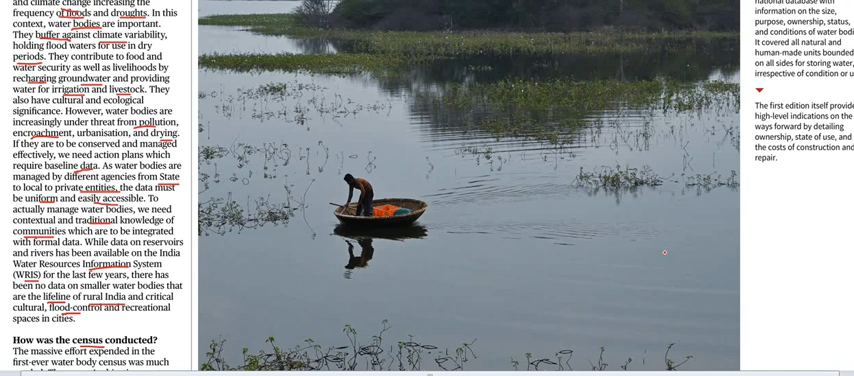 and climate change increasing the
frequency of floods and droughts. In this
context, water bodies are important.
They buffer against climate variability,
holding flood waters for use in dry
periods. They contribute to food and
water security as well as livelihoods by
recharging groundwater and providing
water for irrigation and livestock. They
also have cultural and ecological
significance. However, water bodies are
increasingly under threat from pollution,
encroachment, urbanisation, and drying.
If they are to be conserved and managed
effectively, we need action plans which
require baseline data. As water bodies are
managed by different agencies from State
to local to private entities, the data must
be uniform and easily accessible. To
actually manage water bodies, we need
contextual and traditional knowledge of
communities which are to be integrated
with formal data. While data on reservoirs
and rivers has been available on the India
Water Resources Information System
(WRIS) for the last few years, there has
been no data on smaller water bodies that
are the lifeline of rural India and critical
cultural, flood-control and recreational
spaces in cities.
How was the census conducted?
The massive effort expended in the
first-ever water body census was much
national database with
information on the size,
purpose, ownership, status,
and conditions of water bodi
It covered all natural and
human-made units bounded
on all sides for storing water,
irrespective of condition or u
The first edition itself provide
high-level indications on the
ways forward by detailing
ownership, state of use, and
the costs of construction and
repair.